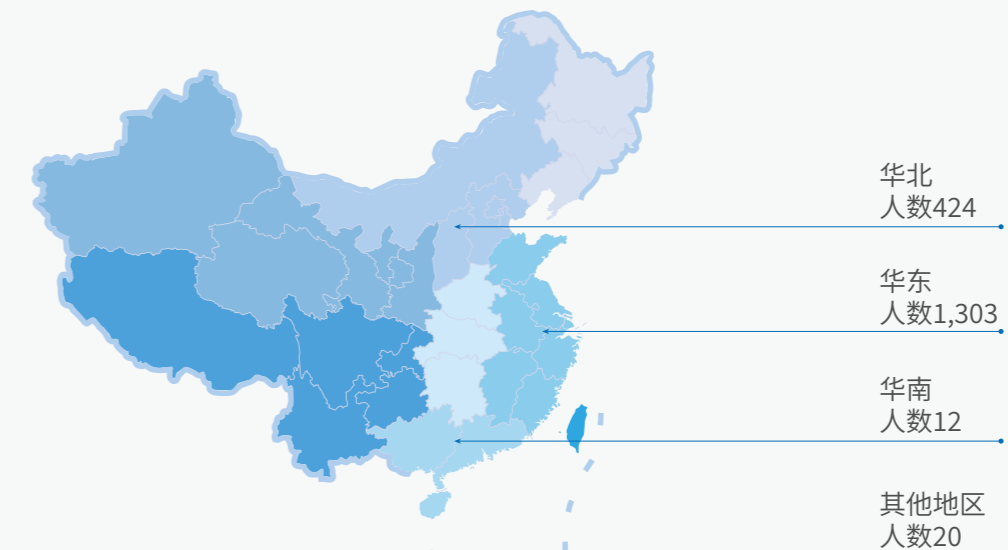 华北
人数424
华东
人数1,303
华南
人数12
其他地区
人数20